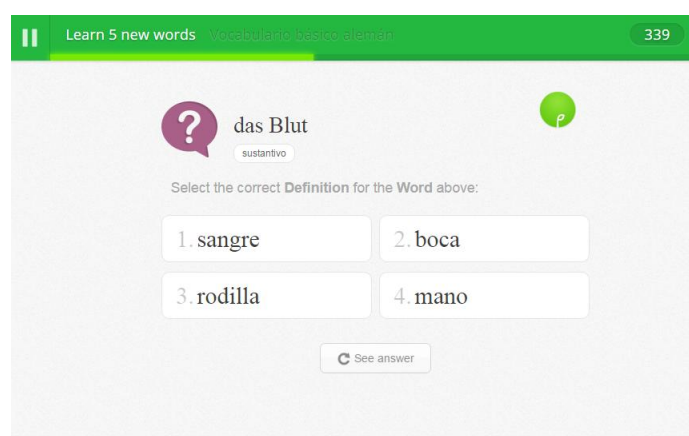 Learn 5 new words Vocabulario básico alemán 339
das Blut
sustantivo
Select the correct Definition for the Word above:
1. sangre 2. boca
3. rodilla 4. mano
See answer